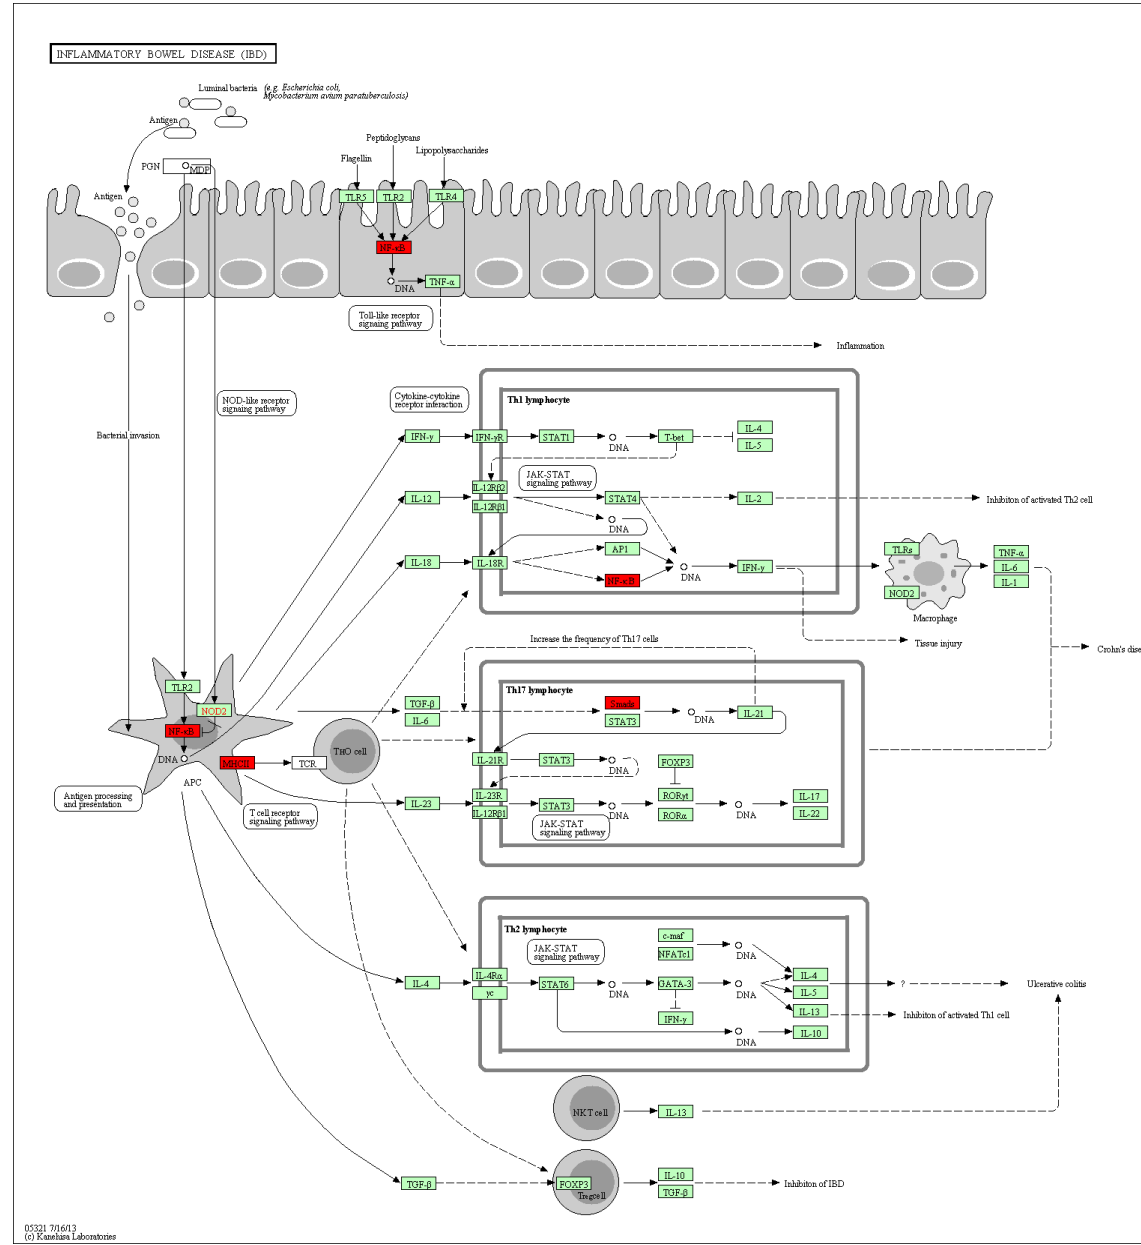 INFLAMMATORY BOWEL DISEASE (IBD)
Luminal bacteria (e.g. Escherichia coli,
Mycobacterium avium paratuberculosis)
Antigen
Peptidoglycans
Flagellin
Lipopolysaccharides
PGN
MDP
Antigen
TLR5
TLR2
TLR4
NF-κB
DNA
TNF-α
Toll-like receptor
signaing pathway
Inflammation
NOD-like receptor
signaing pathway
Cytokine-cytokine
receptor interaction
Bacterial invasion
Th1 lymphocyte
IFN-γ
IFN-γR
STAT1
DNA
T-bet
IL-4
IL-5
JAK-STAT
signaling pathway
IL-12
IL-12Rβ2
IL-12Rβ1
STAT4
DNA
IL-2
Inhibiton of activated Th2 cell
IL-18
IL-18R
AP1
NF-κB
DNA
IFN-γ
TLRs
NOD2
Macrophage
TNF-α
IL-6
IL-1
Tissue injury
Crohn's dise
Increase the frequency of Th17 cells
Th17 lymphocyte
TLR2
NOD2
NF-κB
DNA
MHCII
TCR
TH0 cell
APC
Antigen processing
and presentation
T cell receptor
signaling pathway
TGF-β
IL-6
Smads
STAT3
DNA
IL-21
IL-21R
STAT3
DNA
FOXP3
IL-23
IL-23R
IL-12Rβ1
STAT3
DNA
RORγt
RORα
DNA
IL-17
IL-22
JAK-STAT
signaling pathway
Th2 lymphocyte
JAK-STAT
signaling pathway
c-maf
NFATc1
DNA
IL-4
IL-4Rα
γc
STAT6
DNA
GATA-3
DNA
IFN-γ
IL-4
IL-5
IL-13
DNA
IL-10
?
Ulcerative colitis
Inhibiton of activated Th1 cell
NKT cell
IL-13
TGF-β
FOXP3
Treg cell
IL-10
TGF-β
Inhibiton of IBD
05321 7/16/13
(c) Kanehisa Laboratories